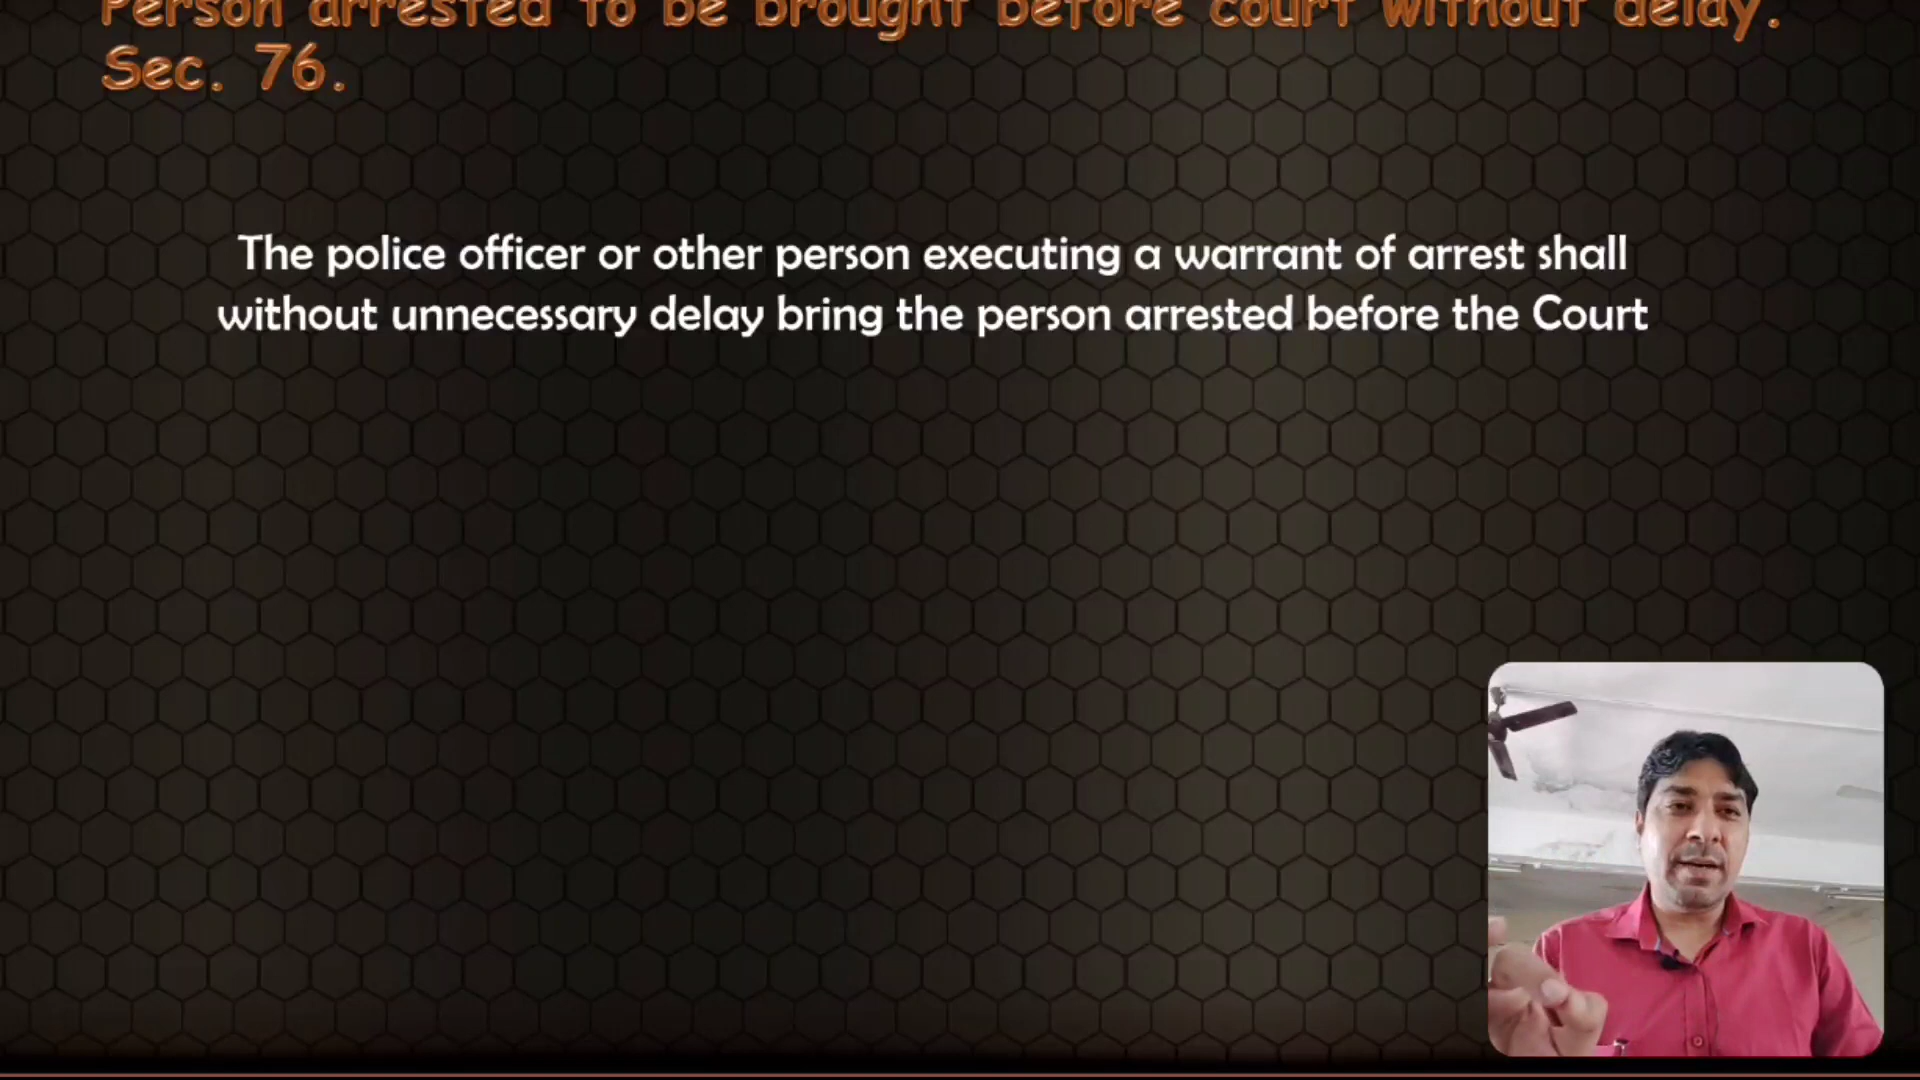 Person arrested to be brought before court without delay.
Sec. 76.
The police officer or other person executing a warrant of arrest shall
without unnecessary delay bring the person arrested before the Court